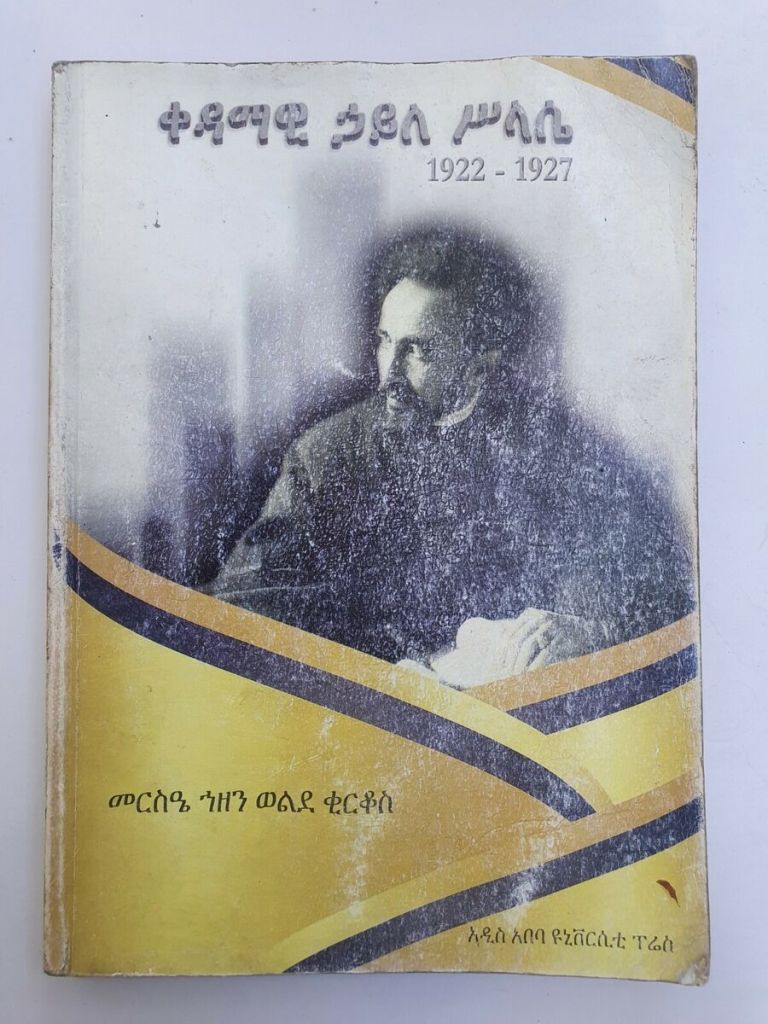 ቀዳማዊ ኃይለ ሥላሴ
1922 - 1927
መርስዔ ኀዘን ወልደ ቂርቆስ
አዲስ አበባ ዩኒቨርሲቲ ፕሬስ